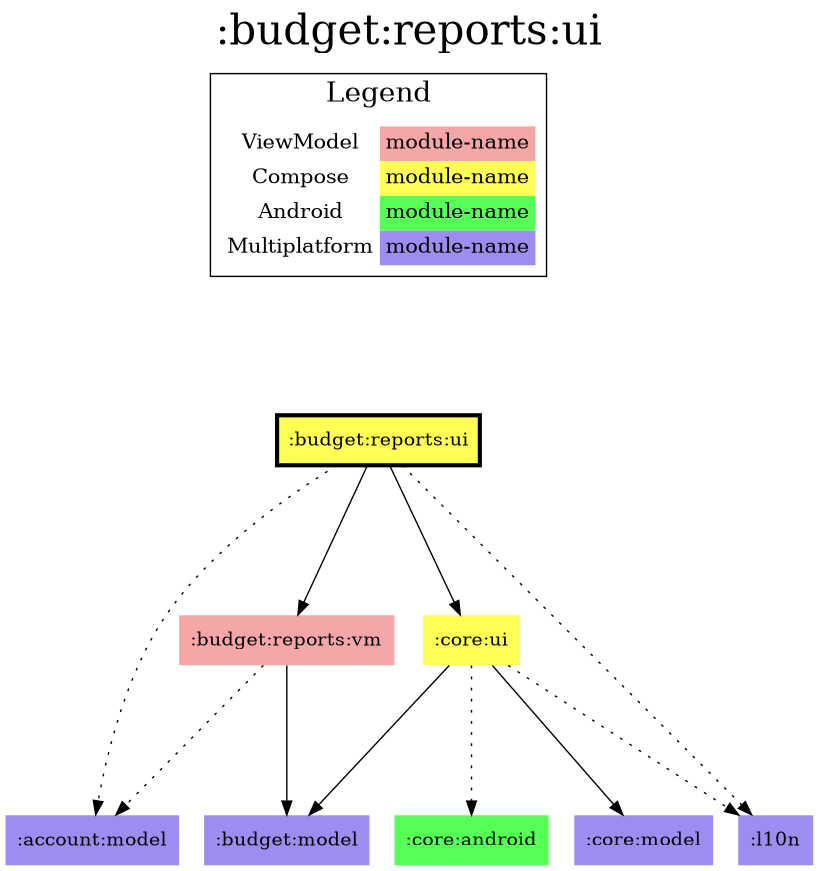 :budget:reports:ui
Legend
ViewModel module-name
Compose module-name
Android module-name
Multiplatform module-name
:budget:reports:ui
:budget:reports:vm :core:ui
:account:model :budget:model :core:android :core:model :l10n